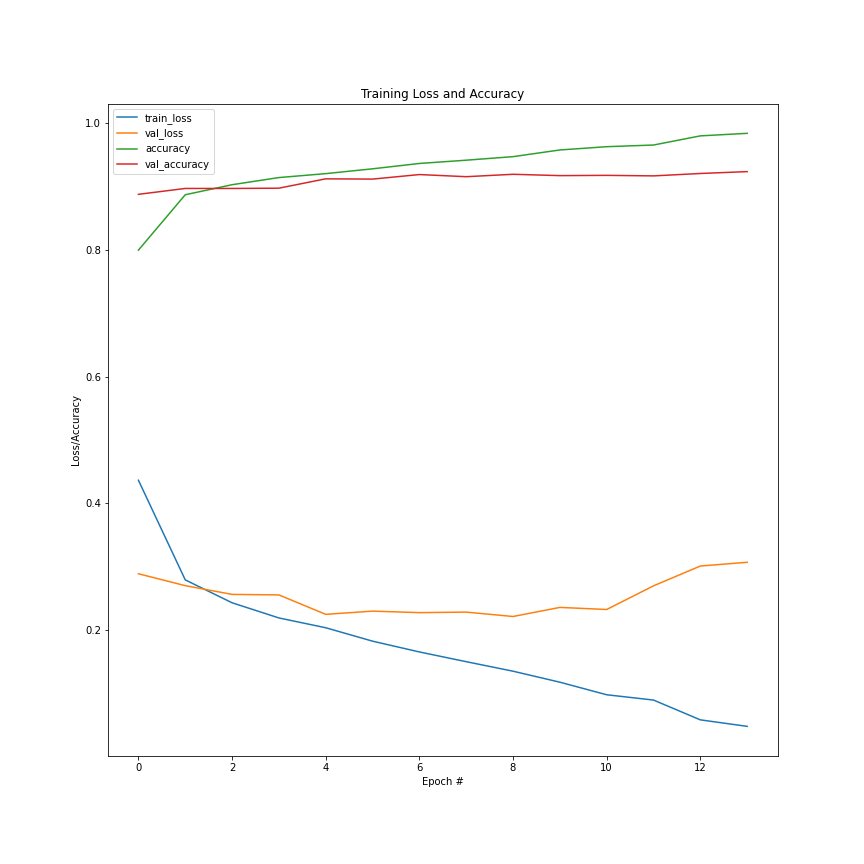 Training Loss and Accuracy
train_loss
val_loss
accuracy
val_accuracy
1.0
0.8
0.6
0.4
0.2
Loss/Accuracy
0 2 4 6 8 10 12
Epoch #